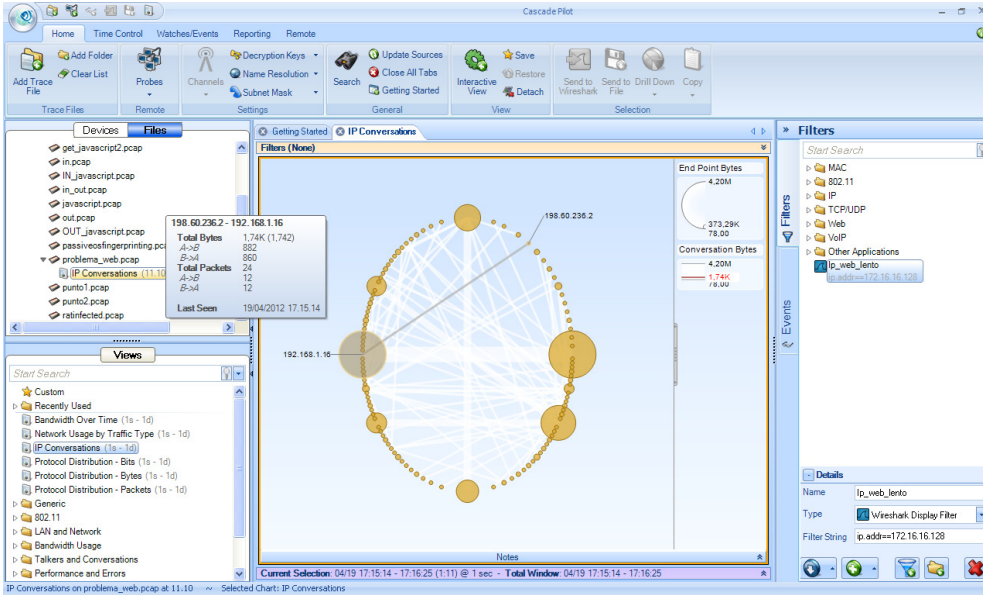 Cascade Pilot
Home Time Control Watches/Events Reporting Remote
Add Trace File
Add Folder
Clear List
Trace Files
Probes
Remote
Channels
Decryption Keys
Name Resolution
Subnet Mask
Settings
Search
Update Sources
Close All Tabs
Getting Started
General
Interactive View
Save
Restore
Detach
View
Send to Wireshark
Send to File
Drill Down
Copy
Selection
Devices Files
get_javascript2.pcap
in.pcap
IN_javascript.pcap
in_out.pcap
javascript.pcap
out.pcap
OUT_javascript.pcap
passiveosfingerprinting.pca
problema_web.pcap
IP Conversations (11.10
punto1.pcap
punto2.pcap
ratinfected.pcap
198.60.236.2 - 192.168.1.16
Total Bytes 1,74K (1,742)
A->B 882
B->A 860
Total Packets 24
A->B 12
B->A 12
Last Seen 19/04/2012 17.15.14
Views
Start Search
Custom
Recently Used
Bandwidth Over Time (1s - 1d)
Network Usage by Traffic Type (1s - 1d)
IP Conversations (1s - 1d)
Protocol Distribution - Bits (1s - 1d)
Protocol Distribution - Bytes (1s - 1d)
Protocol Distribution - Packets (1s - 1d)
Generic
802.11
LAN and Network
Bandwidth Usage
Talkers and Conversations
Performance and Errors
Getting Started IP Conversations
Filters (None)
198.60.236.2
192.168.1.16
End Point Bytes
4,20M
373,29K
78,00
Conversation Bytes
4,20M
1,74K
78,00
Notes
Current Selection: 04/19 17:15:14 - 17:16:25 (1:11) @ 1 sec - Total Window: 04/19 17:15:14 - 17:16:25
Filters
Events
Filters
Start Search
MAC
802.11
IP
TCP/UDP
Web
VoIP
Other Applications
Ip_web_lento
ip.addr==172.16.16.128
Details
Name Ip_web_lento
Type Wireshark Display Filter
Filter String ip.addr==172.16.16.128
IP Conversations on problema_web.pcap at 11.10 ~ Selected Chart: IP Conversations